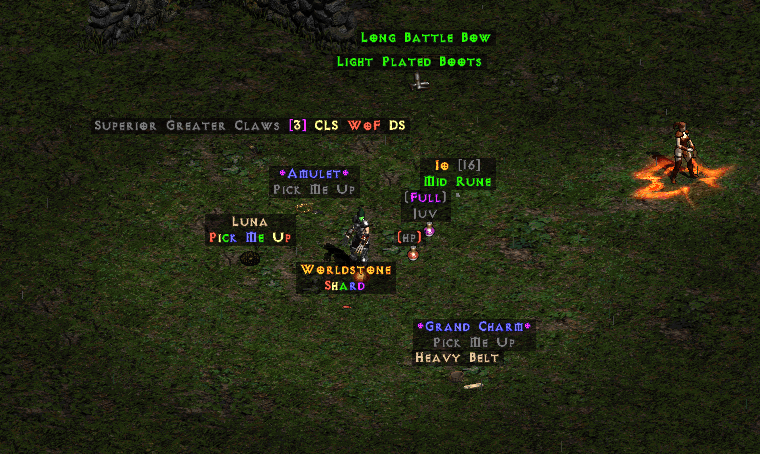 Long Battle Bow
Light Plated Boots
Superior Greater Claws [3] CLS WoF DS
*Amulet*
Pick Me Up
Io [16]
Mid Rune
(Full)
Juv
Luna
Pick Me Up
(HP)
Worldstone
Shard
*Grand Charm*
Pick Me Up
Heavy Belt